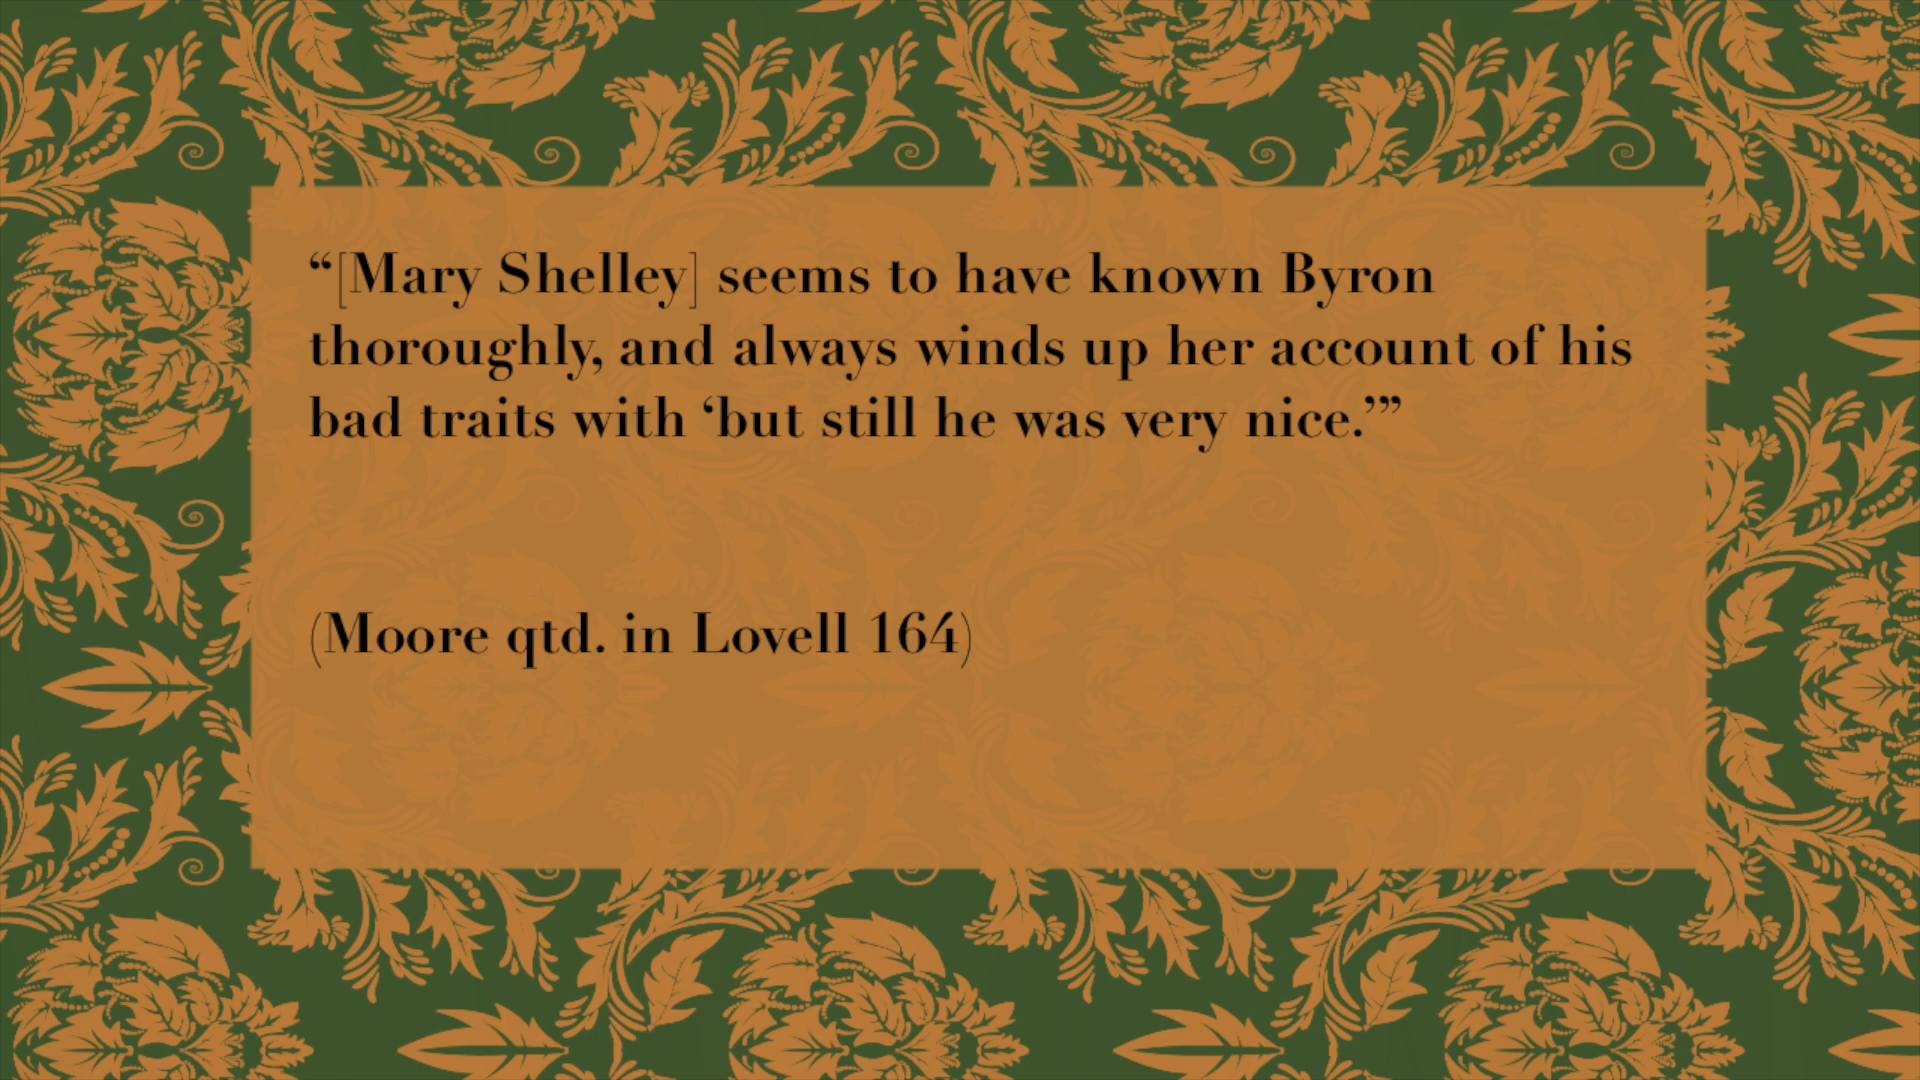 “[Mary Shelley] seems to have known Byron
thoroughly, and always winds up her account of his
bad traits with ‘but still he was very nice.’”
(Moore qtd. in Lovell 164)